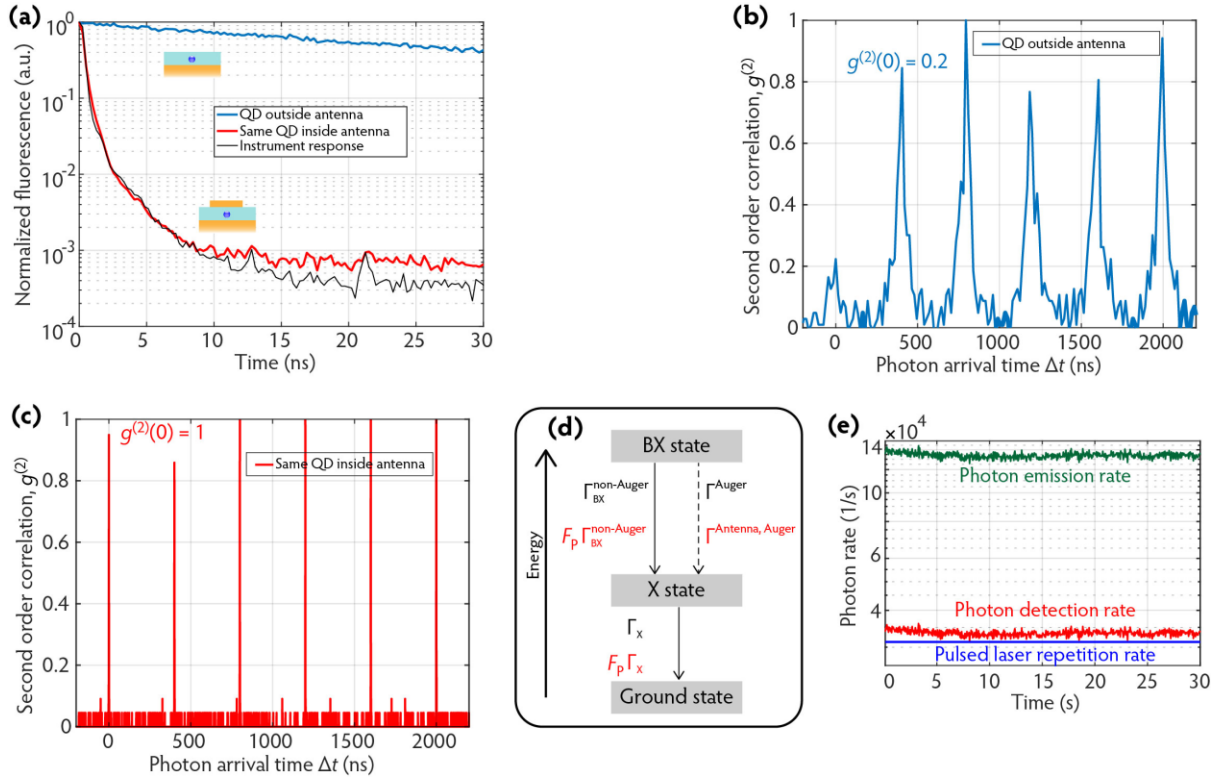 (a)
Normalized fluorescence (a.u.)
10^0
10^-1
10^-2
10^-3
10^-4
QD outside antenna
Same QD inside antenna
Instrument response
0 5 10 15 20 25 30
Time (ns)
(b)
Second order correlation, g^(2)
1
0.8
0.6
0.4
0.2
0
g^(2)(0) = 0.2
QD outside antenna
0 500 1000 1500 2000
Photon arrival time Δt (ns)
(c)
Second order correlation, g^(2)
1
0.8
0.6
0.4
0.2
0
g^(2)(0) = 1
Same QD inside antenna
0 500 1000 1500 2000
Photon arrival time Δt (ns)
(d)
Energy
BX state
Γ_BX^non-Auger Γ^Auger
F_p Γ_BX^non-Auger Γ^Antenna, Auger
X state
Γ_X
F_p Γ_X
Ground state
(e)
×10^4
Photon rate (1/s)
14
10
4
Photon emission rate
Photon detection rate
Pulsed laser repetition rate
0 5 10 15 20 25 30
Time (s)